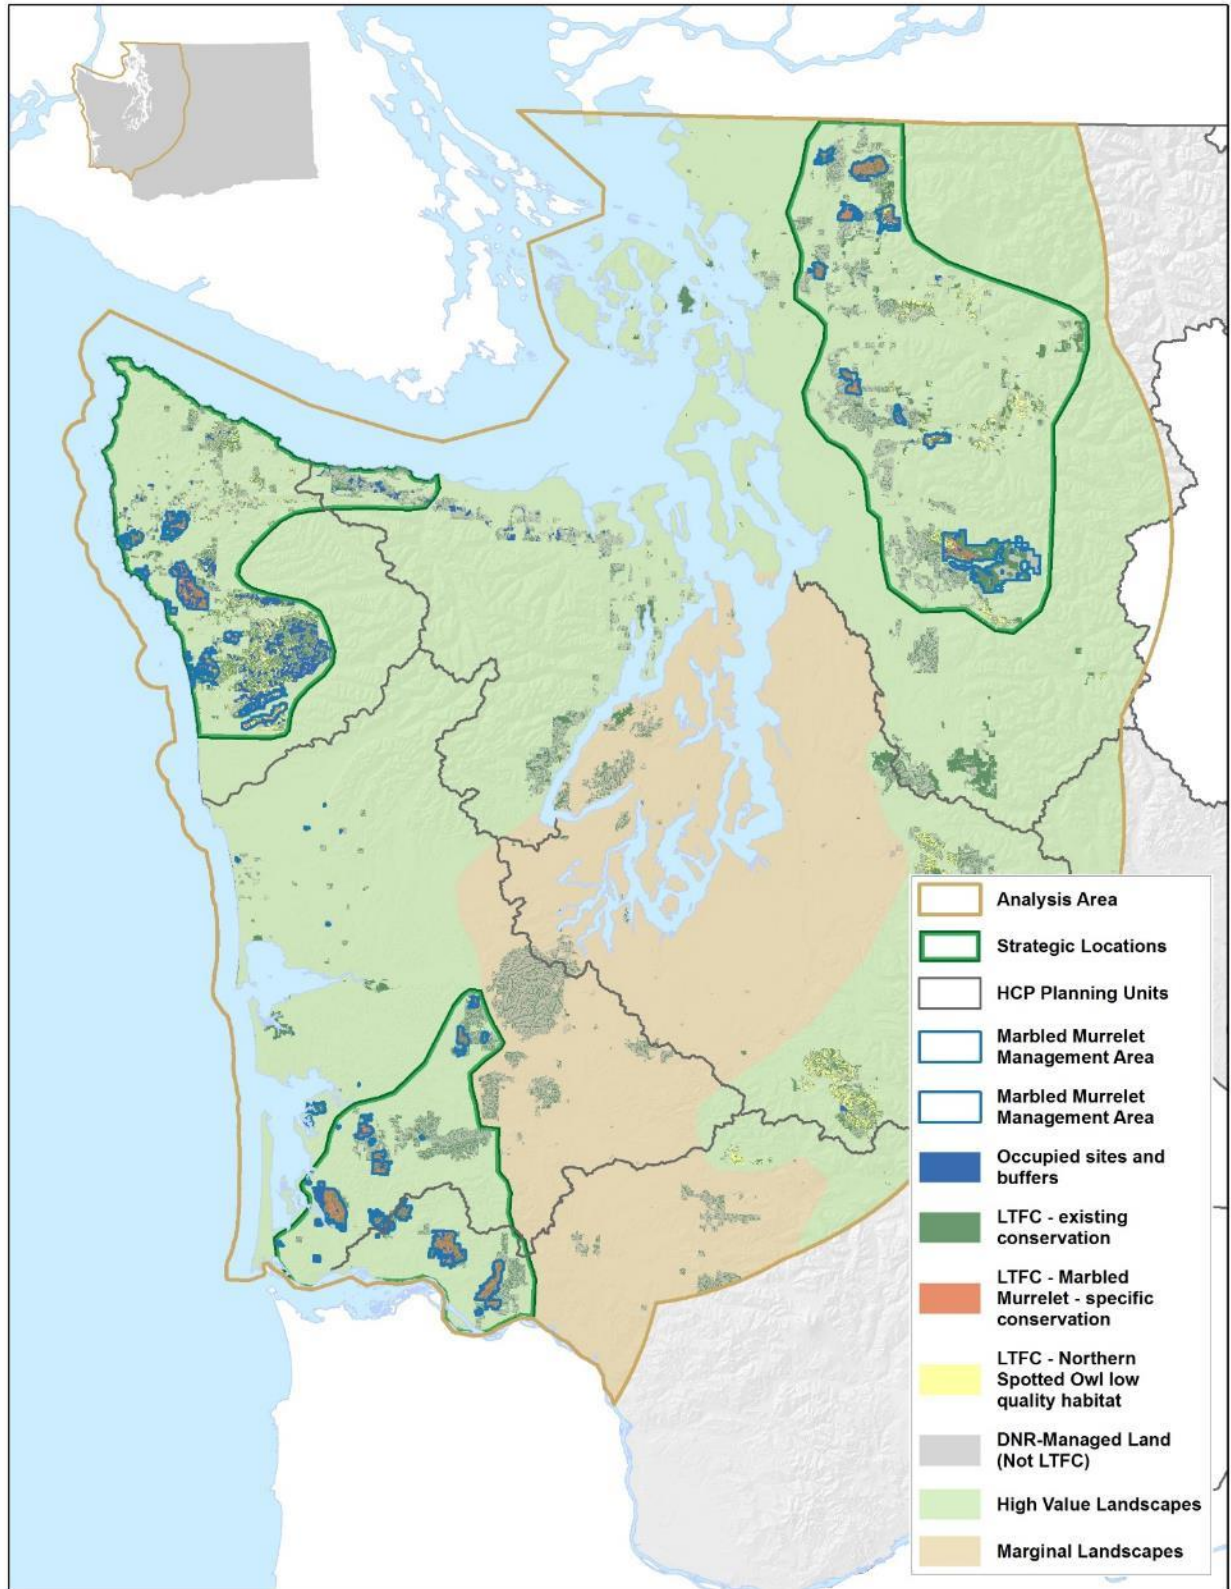 Analysis Area
Strategic Locations
HCP Planning Units
Marbled Murrelet
Management Area
Marbled Murrelet
Management Area
Occupied sites and
buffers
LTFC - existing
conservation
LTFC - Marbled
Murrelet - specific
conservation
LTFC - Northern
Spotted Owl low
quality habitat
DNR-Managed Land
(Not LTFC)
High Value Landscapes
Marginal Landscapes